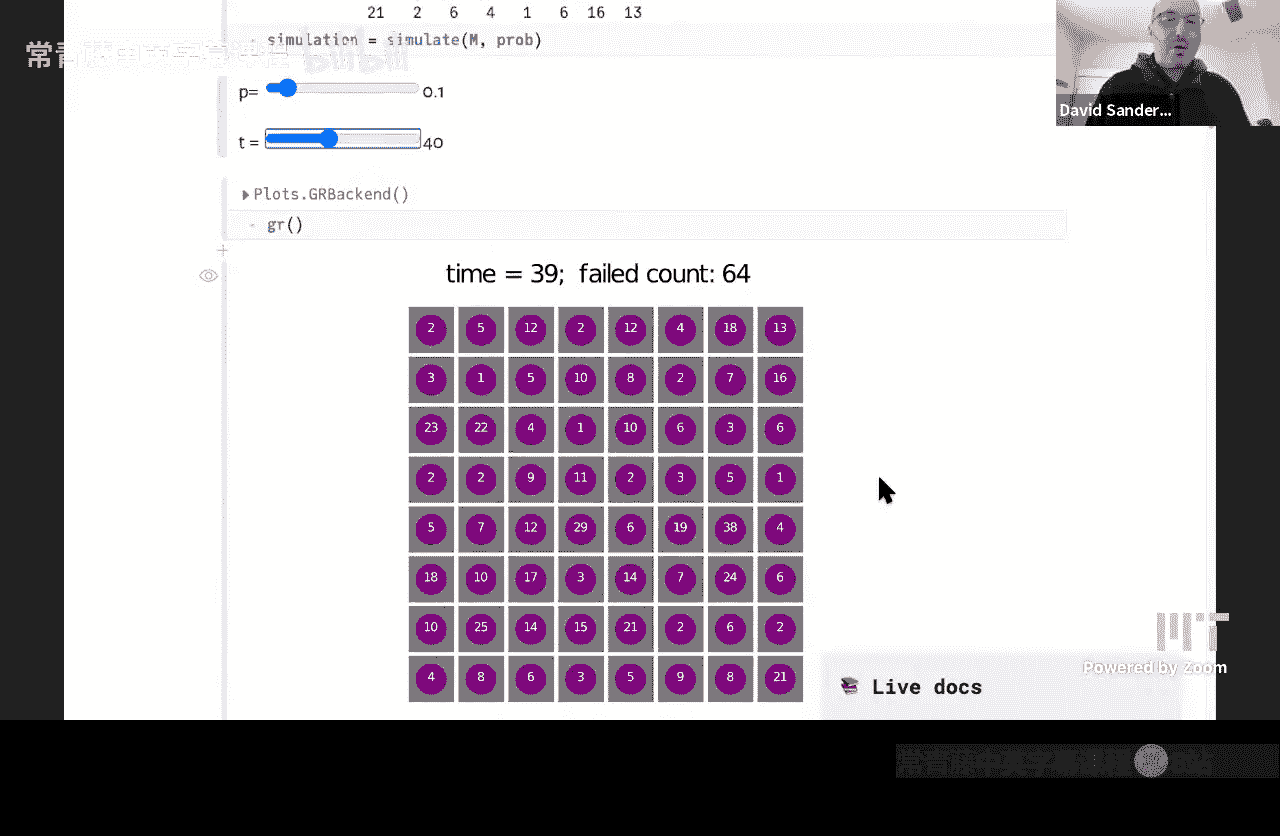 21 2 6 4 1 6 16 13
simulation = simulate(M, prob)
p= 0.1
t = 40
Plots.GRBackend()
gr()
time = 39; failed count: 64
2 5 12 2 12 4 18 13
3 1 5 10 8 2 7 16
23 22 4 1 10 6 3 6
2 2 9 11 2 3 5 1
5 7 12 29 6 19 38 4
18 10 17 3 14 7 24 6
10 25 14 15 21 2 6 2
4 8 6 3 5 9 8 21
David Sander...
MIT
Powered by Zoom
Live docs